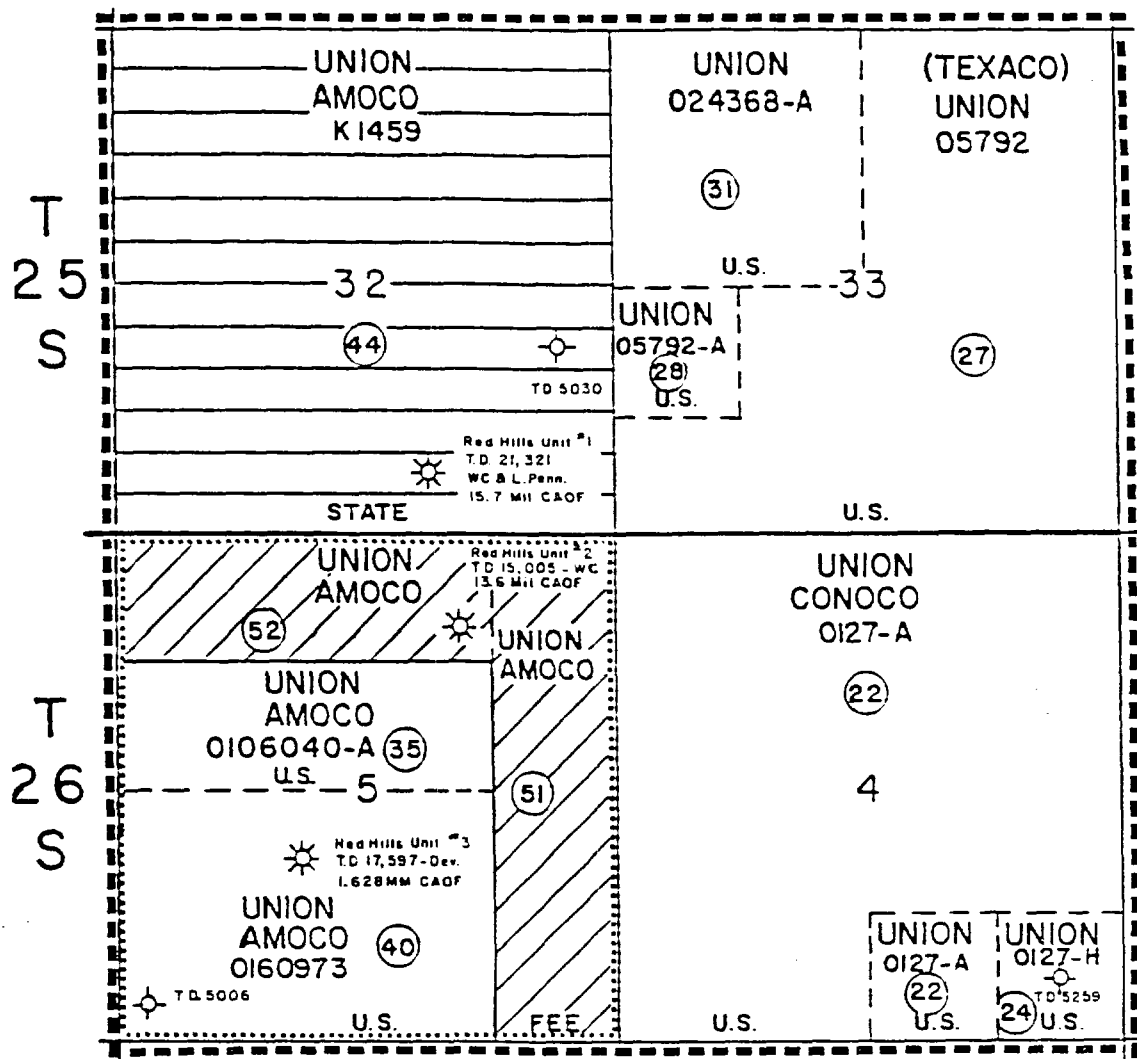 T
25
S
UNION
AMOCO
K 1459
32
44
TD 5030
Red Hills Unit #1
T.D. 21,321
WC & L. Penn.
15.7 Mil CAOF
STATE
UNION
024368-A
31
U.S.
(TEXACO)
UNION
05792
33
UNION
05792-A
28
U.S.
27
U.S.
T
26
S
UNION
AMOCO
52
Red Hills Unit #2
TD 15,005 - WC
13.6 Mil CAOF
UNION
AMOCO
51
FEE
UNION
AMOCO
0106040-A
35
U.S.
5
Red Hills Unit #3
T.D 17,597-Dev.
1.628MM CAOF
UNION
AMOCO
0160973
40
T.D. 5006
U.S.
UNION
CONOCO
0127-A
22
4
U.S.
UNION
0127-A
22
U.S.
UNION
0127-H
TD 5259
24
U.S.